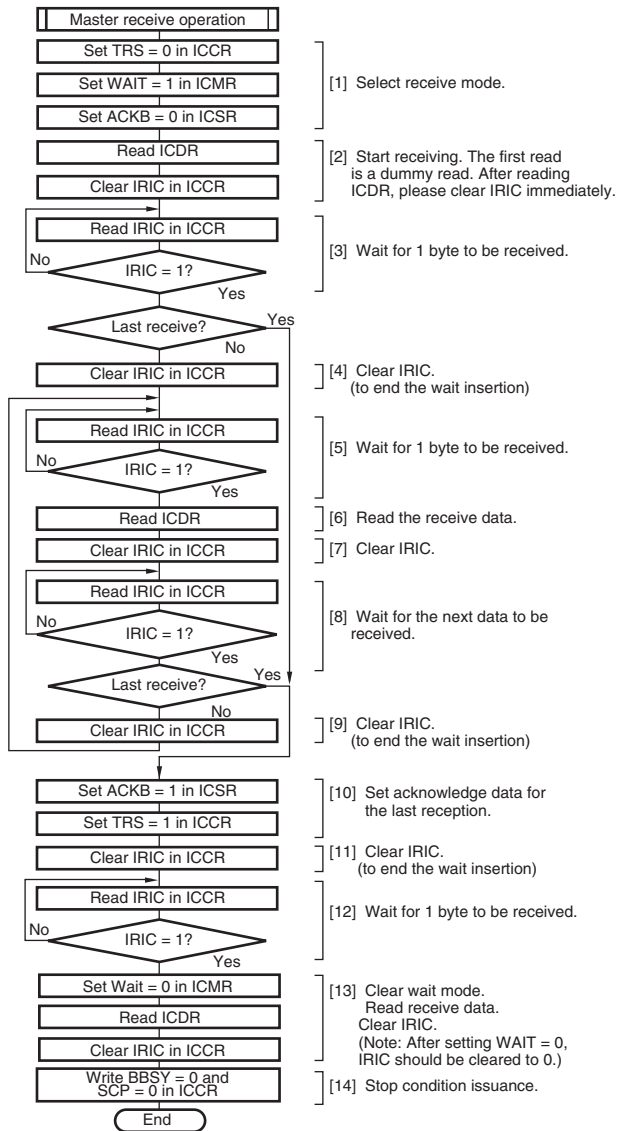 Master receive operation
Set TRS = 0 in ICCR
Set WAIT = 1 in ICMR
[1] Select receive mode.
Set ACKB = 0 in ICSR
Read ICDR
[2] Start receiving. The first read
is a dummy read. After reading
ICDR, please clear IRIC immediately.
Clear IRIC in ICCR
Read IRIC in ICCR
[3] Wait for 1 byte to be received.
No
IRIC = 1?
Yes
Last receive?
Yes
No
Clear IRIC in ICCR
[4] Clear IRIC.
(to end the wait insertion)
Read IRIC in ICCR
[5] Wait for 1 byte to be received.
No
IRIC = 1?
Yes
Read ICDR
[6] Read the receive data.
Clear IRIC in ICCR
[7] Clear IRIC.
Read IRIC in ICCR
[8] Wait for the next data to be
received.
No
IRIC = 1?
Yes
Last receive?
Yes
No
Clear IRIC in ICCR
[9] Clear IRIC.
(to end the wait insertion)
Set ACKB = 1 in ICSR
[10] Set acknowledge data for
the last reception.
Set TRS = 1 in ICCR
Clear IRIC in ICCR
[11] Clear IRIC.
(to end the wait insertion)
Read IRIC in ICCR
[12] Wait for 1 byte to be received.
No
IRIC = 1?
Yes
Set Wait = 0 in ICMR
[13] Clear wait mode.
Read receive data.
Clear IRIC.
(Note: After setting WAIT = 0,
IRIC should be cleared to 0.)
Read ICDR
Clear IRIC in ICCR
Write BBSY = 0 and
SCP = 0 in ICCR
[14] Stop condition issuance.
End